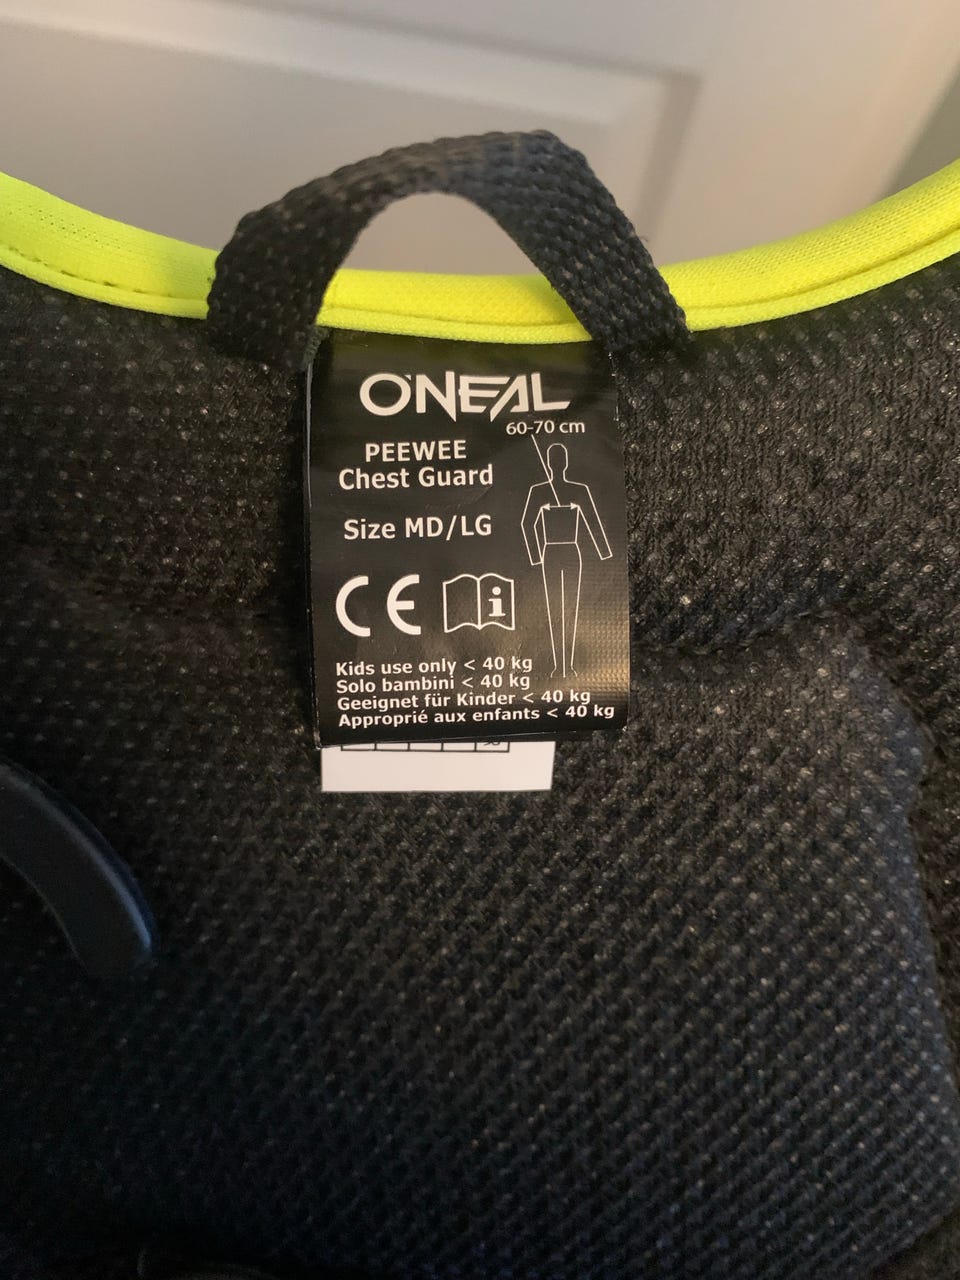 O'NEAL
60-70 cm
PEEWEE
Chest Guard
Size MD/LG
CE
i
Kids use only < 40 kg
Solo bambini < 40 kg
Geeignet für Kinder < 40 kg
Approprié aux enfants < 40 kg